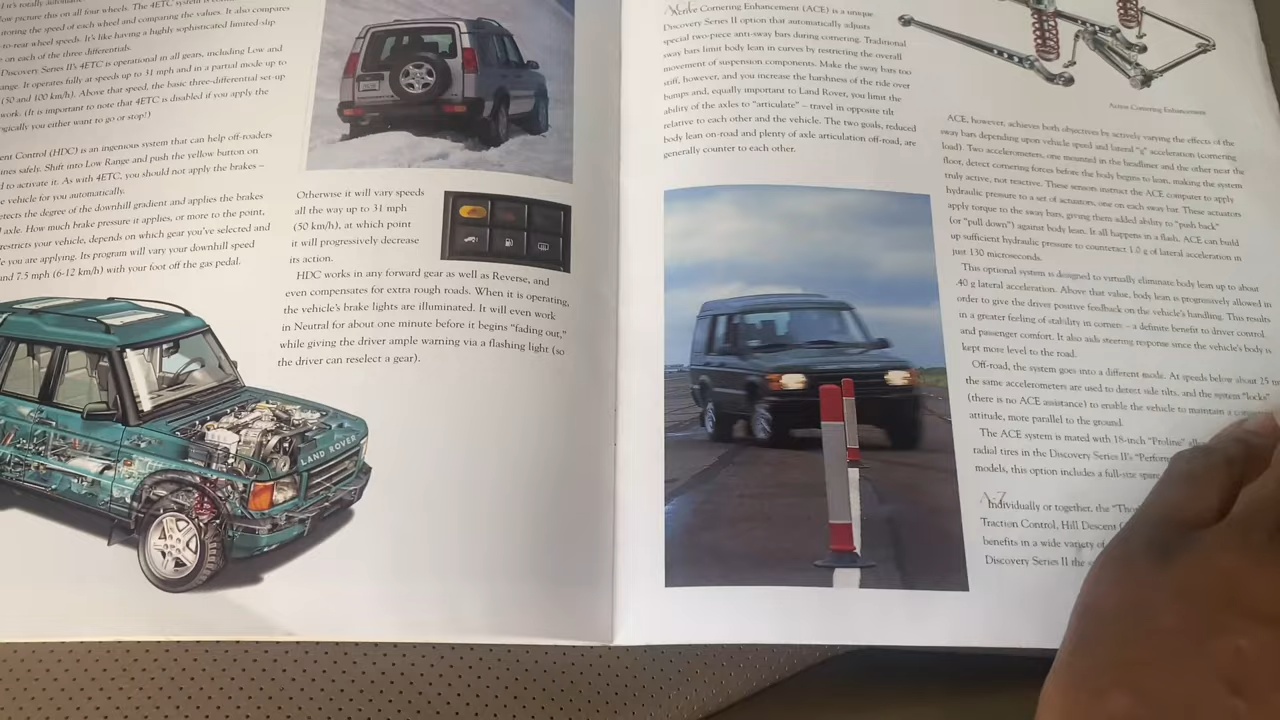 low picture this on all four wheels. The 4ETC system is
storing the speed of each wheel and comparing the values. It also compares
-to-rear wheel speeds. It's like having a highly sophisticated limited-slip
on each of the three differentials.
Discovery Series II's 4ETC is operational in all gears, including Low and
ange. It operates fully at speeds up to 31 mph and in a partial mode up to
(50 and 100 km/h). Above that speed, the basic three-differential set-up
work. (It is important to note that 4ETC is disabled if you apply the
ogically you either want to go or stop!)
ent Control (HDC) is an ingenious system that can help off-roaders
ines safely. Shift into Low Range and push the yellow button on
d to activate it. As with 4ETC, you should not apply the brakes –
e vehicle for you automatically.
etects the degree of the downhill gradient and applies the brakes
d axle. How much brake pressure it applies, or more to the point,
restricts your vehicle, depends on which gear you've selected and
le you are applying. Its program will vary your downhill speed
and 7.5 mph (6-12 km/h) with your foot off the gas pedal.
Otherwise it will vary speeds
all the way up to 31 mph
(50 km/h), at which point
it will progressively decrease
its action.
HDC works in any forward gear as well as Reverse, and
even compensates for extra rough roads. When it is operating,
the vehicle's brake lights are illuminated. It will even work
in Neutral for about one minute before it begins "fading out,"
while giving the driver ample warning via a flashing light (so
the driver can reselect a gear).
LAND ROVER
Cornering Enhancement (ACE) is a unique
Discovery Series II option that automatically adjusts
special two-piece anti-sway bars during cornering. Traditional
sway bars limit body lean in curves by restricting the overall
movement of suspension components. Make the sway bars too
stiff, however, and you increase the harshness of the ride over
bumps and, equally important to Land Rover, you limit the
ability of the axles to "articulate" – travel in opposite tilt
relative to each other and the vehicle. The two goals, reduced
body lean on-road and plenty of axle articulation off-road, are
generally counter to each other.
Active Cornering Enhancement
ACE, however, achieves both objectives by actively varying the effects of the
sway bars depending upon vehicle speed and lateral "g" acceleration (cornering
load). Two accelerometers, one mounted in the headliner and the other near the
floor, detect cornering forces before the body begins to lean, making the system
truly active, not reactive. These sensors instruct the ACE computer to apply
hydraulic pressure to a set of actuators, one on each sway bar. These actuators
apply torque to the sway bars, giving them added ability to "push back"
(or "pull down") against body lean. It all happens in a flash. ACE can build
up sufficient hydraulic pressure to counteract 1.0 g of lateral acceleration in
just 130 microseconds.
This optional system is designed to virtually eliminate body lean up to about
.40 g lateral acceleration. Above that value, body lean is progressively allowed in
order to give the driver positive feedback on the vehicle's handling. This results
in a greater feeling of stability in corners – a definite benefit to driver control
and passenger comfort. It also aids steering response since the vehicle's body is
kept more level to the road.
Off-road, the system goes into a different mode. At speeds below about 25
the same accelerometers are used to detect side tilts, and the system "locks"
(there is no ACE assistance) to enable the vehicle to maintain a
attitude, more parallel to the ground.
The ACE system is mated with 18-inch "Proline"
radial tires in the Discovery Series II's "Perform
models, this option includes a full-size spare
A-Z
Individually or together, the
Traction Control, Hill Descent
benefits in a wide variety of
Discovery Series II the